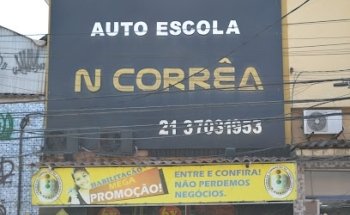 AUTO ESCOLA
N CORRÊA
21 37031953
HABILITAÇÃO
PROMOÇÃO!
ENTRE E CONFIRA!
NÃO PERDEMOS
NEGÓCIOS.